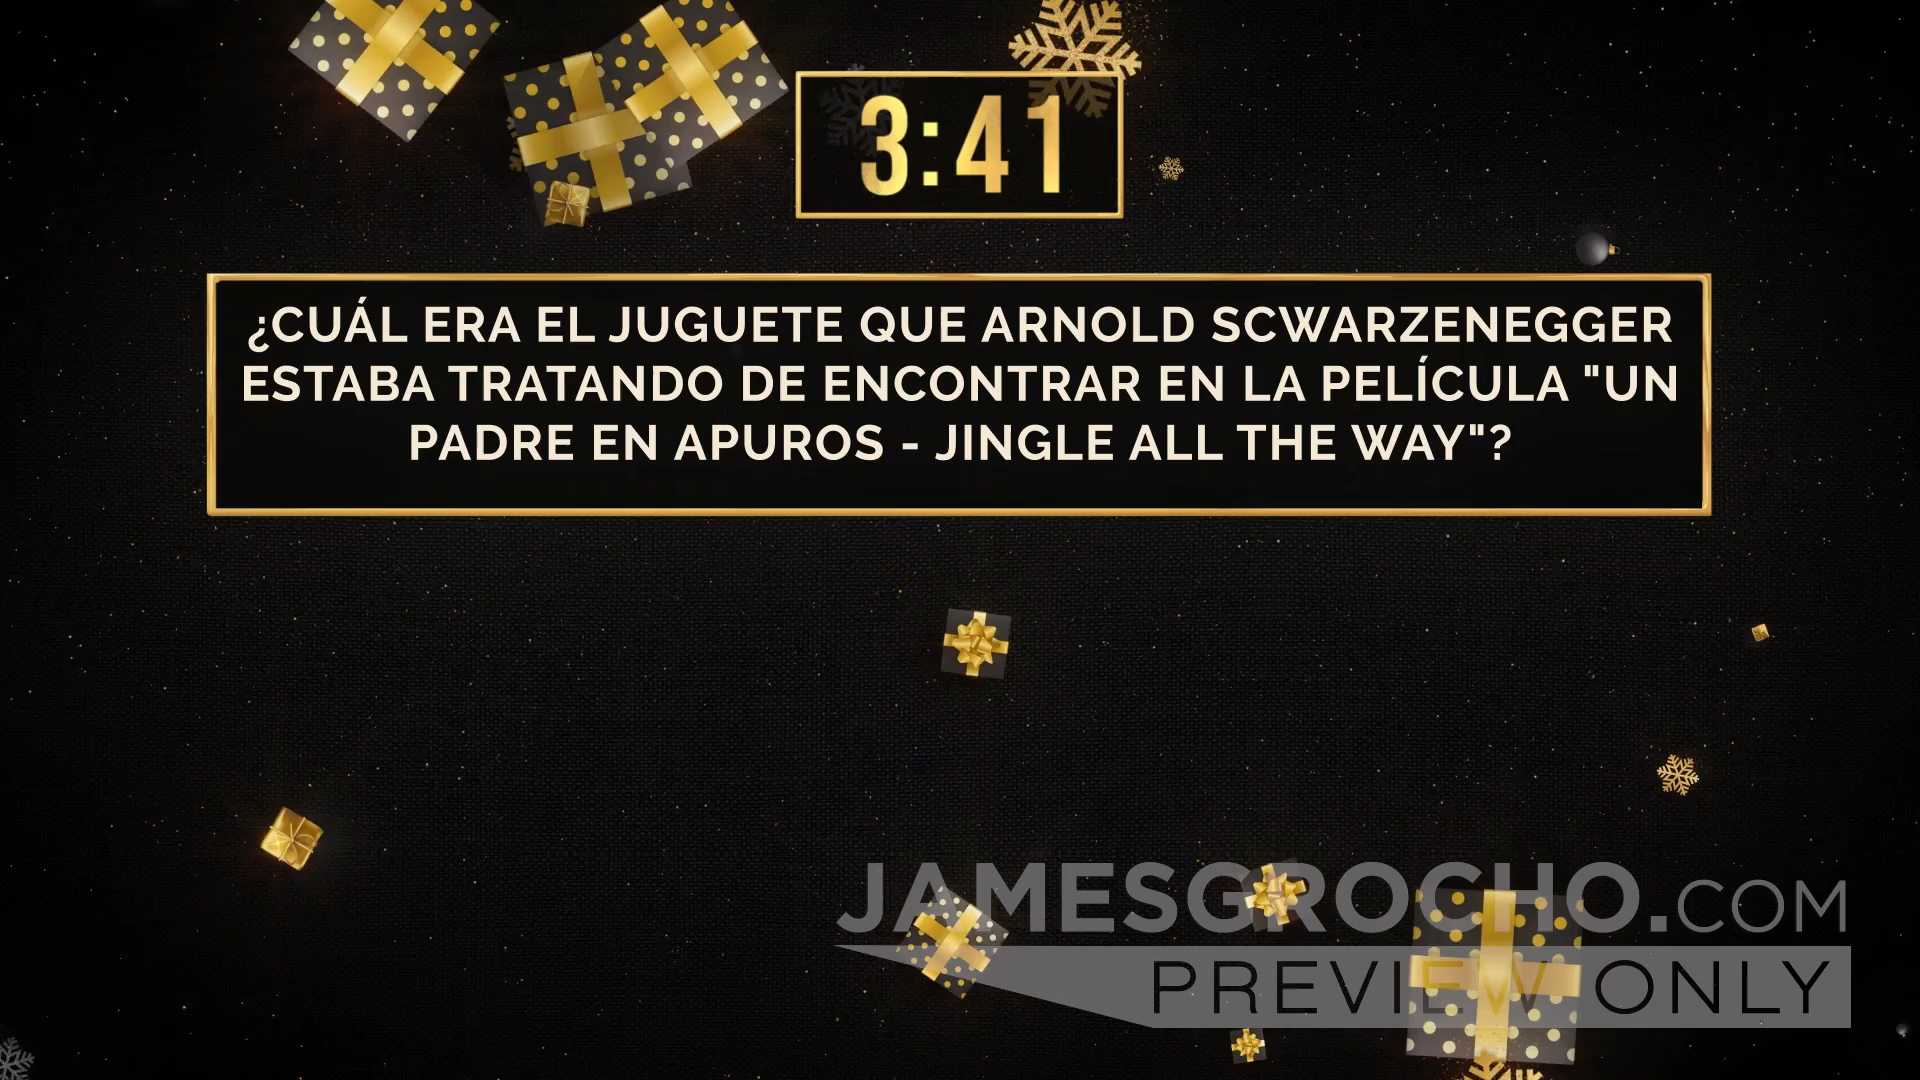 3:41
¿CUÁL ERA EL JUGUETE QUE ARNOLD SCWARZENEGGER
ESTABA TRATANDO DE ENCONTRAR EN LA PELÍCULA "UN
PADRE EN APUROS - JINGLE ALL THE WAY"?
JAMESGROCHO.COM
PREVIEW ONLY